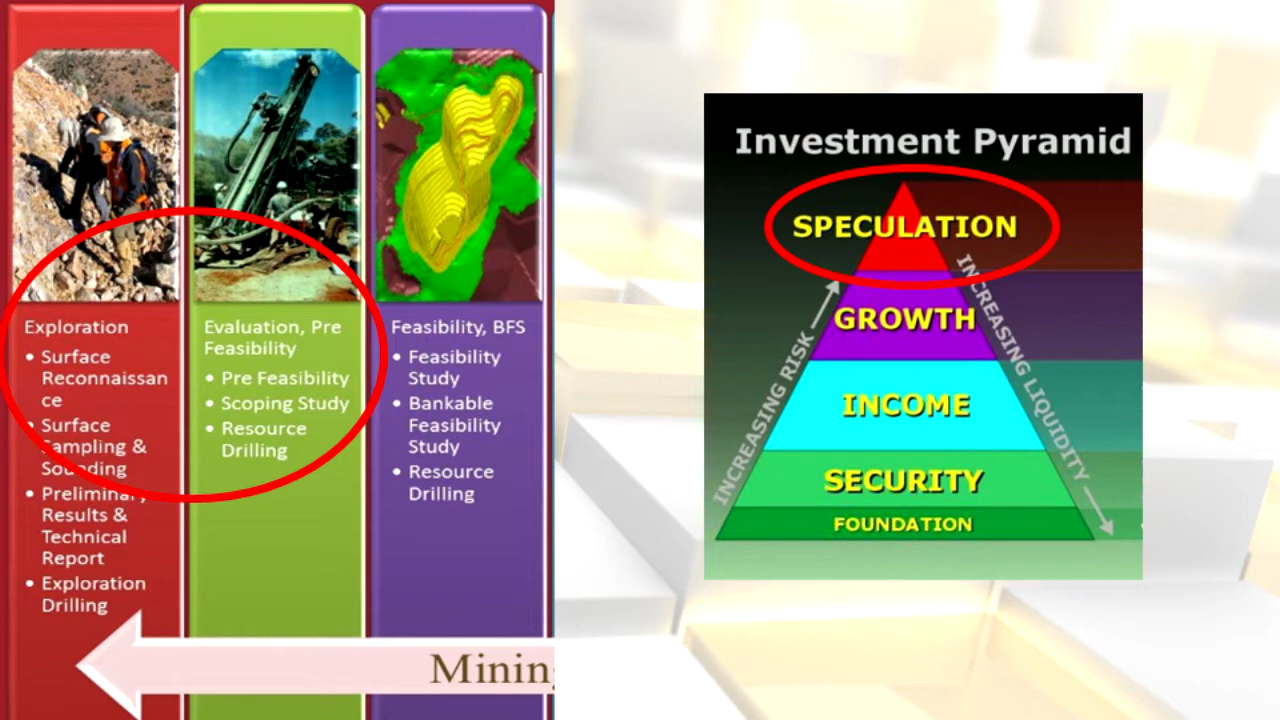 Exploration
• Surface
Reconnaissan
ce
• Surface
Sampling &
Sounding
• Preliminary
Results &
Technical
Report
• Exploration
Drilling
Evaluation, Pre
Feasibility
• Pre Feasibility
• Scoping Study
• Resource
Drilling
Feasibility, BFS
• Feasibility
Study
• Bankable
Feasibility
Study
• Resource
Drilling
Mining
Investment Pyramid
SPECULATION
GROWTH
INCOME
SECURITY
FOUNDATION
INCREASING RISK
INCREASING LIQUIDITY